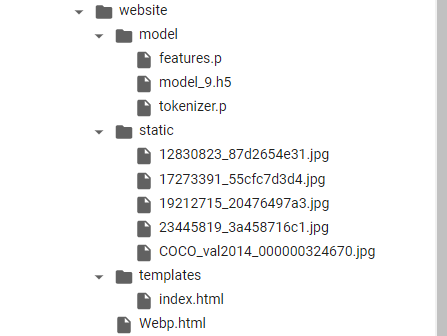 website
model
features.p
model_9.h5
tokenizer.p
static
12830823_87d2654e31.jpg
17273391_55cfc7d3d4.jpg
19212715_20476497a3.jpg
23445819_3a458716c1.jpg
COCO_val2014_000000324670.jpg
templates
index.html
Webp.html